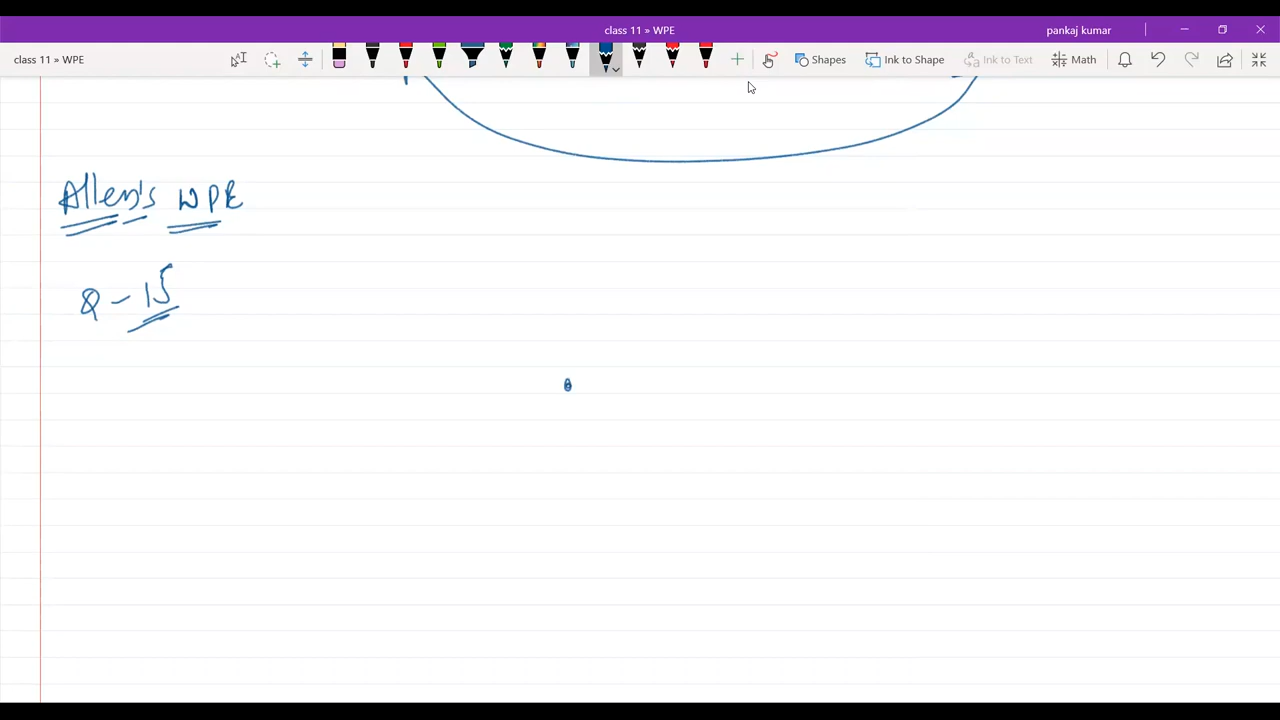 class 11 » WPE
pankaj kumar
class 11 » WPE
Shapes
Ink to Shape
Ink to Text
Math
Allen's WPE
Q - 15